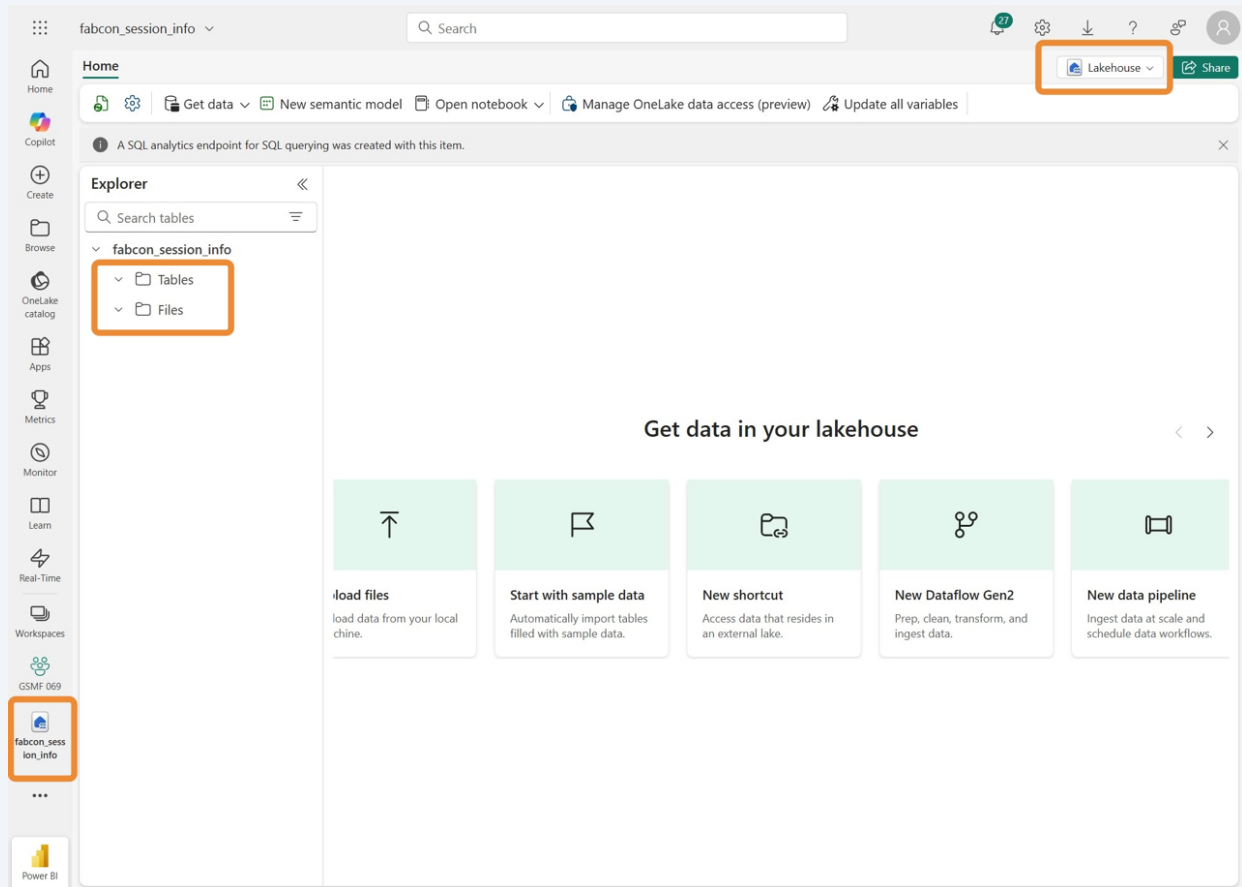 fabcon_session_info
Search
27
Home
Lakehouse
Share
Get data
New semantic model
Open notebook
Manage OneLake data access (preview)
Update all variables
A SQL analytics endpoint for SQL querying was created with this item.
Home
Copilot
Create
Browse
OneLake
catalog
Apps
Metrics
Monitor
Learn
Real-Time
Workspaces
GSMF 069
fabcon_sess
ion_info
Power BI
Explorer
Search tables
fabcon_session_info
Tables
Files
Get data in your lakehouse
load files
load data from your local
chine.
Start with sample data
Automatically import tables
filled with sample data.
New shortcut
Access data that resides in
an external lake.
New Dataflow Gen2
Prep, clean, transform, and
ingest data.
New data pipeline
Ingest data at scale and
schedule data workflows.